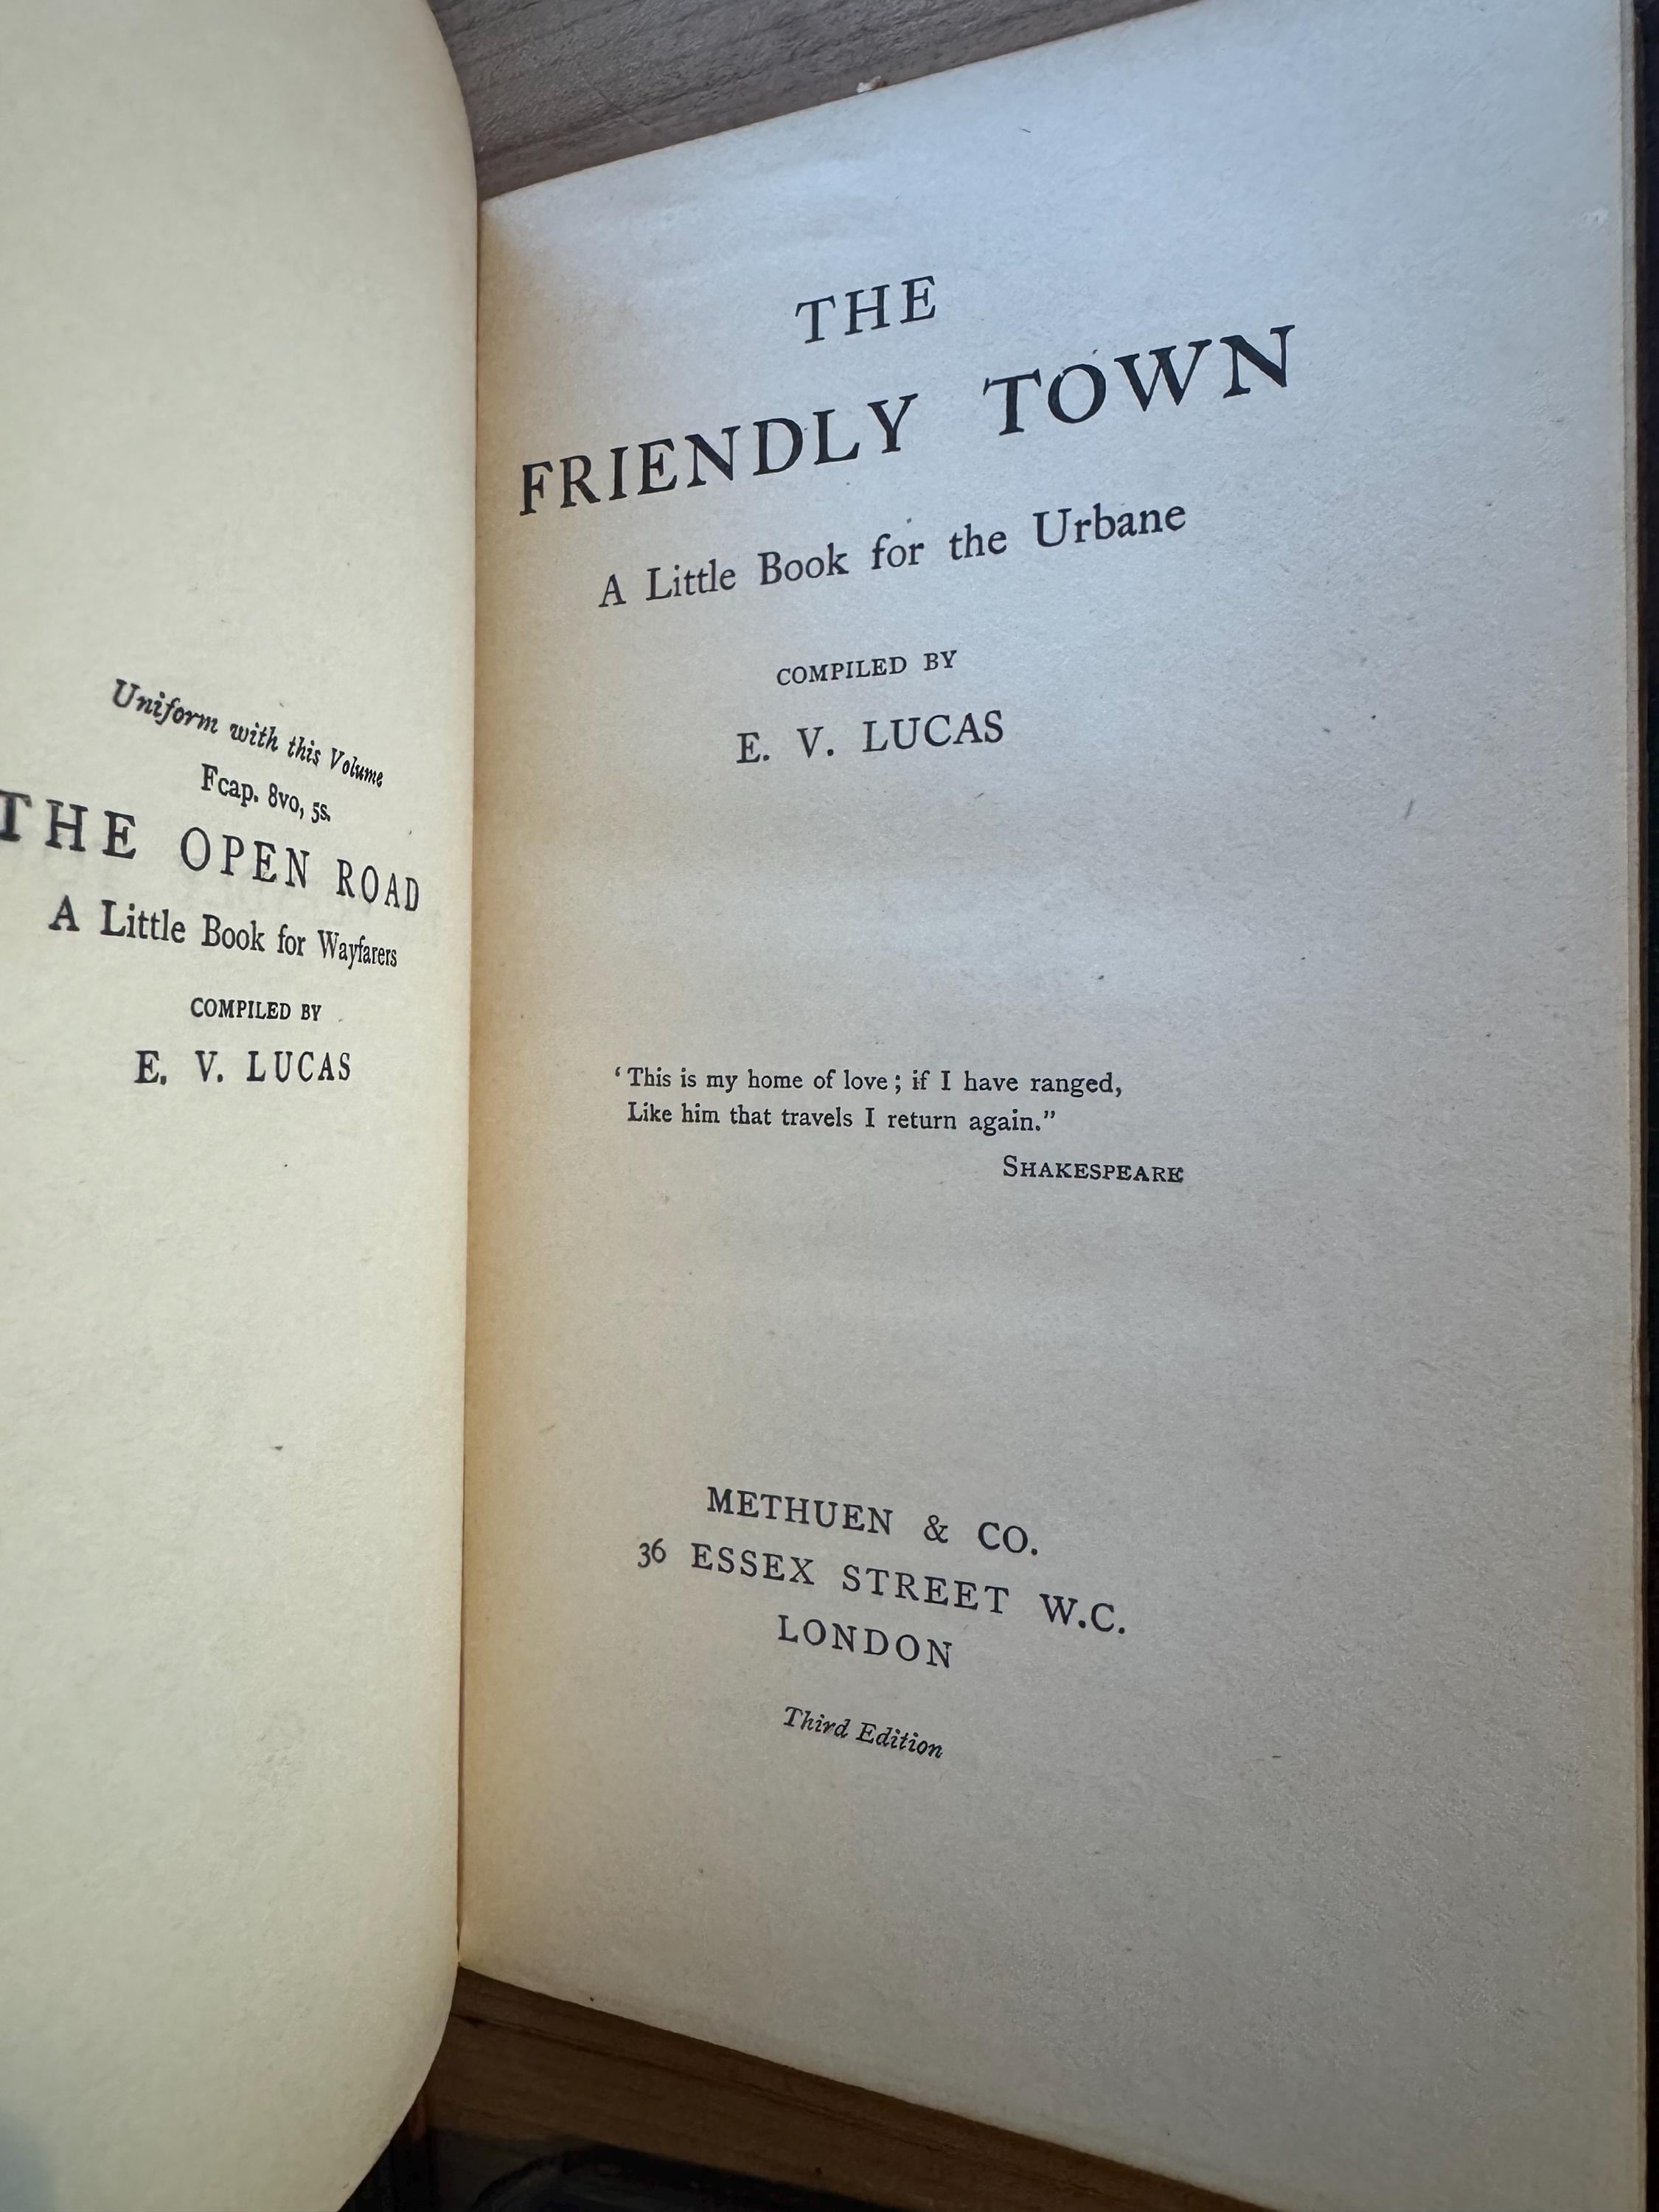 Uniform with this Volume
Fcap. 8vo, 5s.
THE OPEN ROAD
A Little Book for Wayfarers
COMPILED BY
E. V. LUCAS
THE
FRIENDLY TOWN
A Little Book for the Urbane
COMPILED BY
E. V. LUCAS
‘This is my home of love; if I have ranged,
Like him that travels I return again.”
SHAKESPEARE
METHUEN & CO.
36 ESSEX STREET W.C.
LONDON
Third Edition